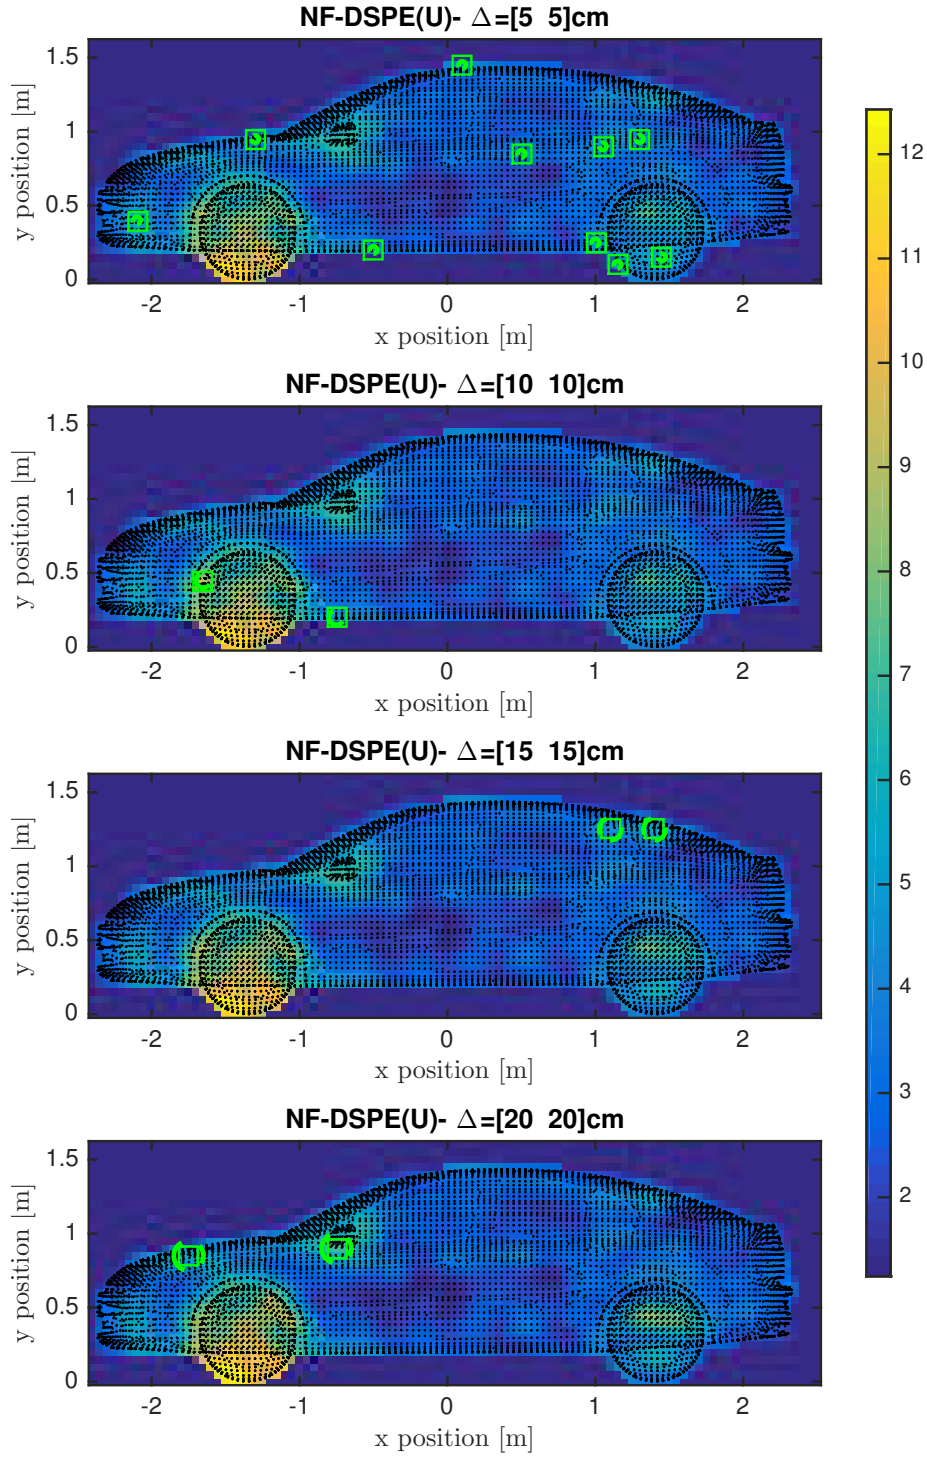 NF-DSPE(U)- Δ=[5 5]cm
1.5
1
0.5
0
y position [m]
-2 -1 0 1 2
x position [m]
NF-DSPE(U)- Δ=[10 10]cm
1.5
1
0.5
0
y position [m]
-2 -1 0 1 2
x position [m]
NF-DSPE(U)- Δ=[15 15]cm
1.5
1
0.5
0
y position [m]
-2 -1 0 1 2
x position [m]
NF-DSPE(U)- Δ=[20 20]cm
1.5
1
0.5
0
y position [m]
-2 -1 0 1 2
x position [m]
12
11
10
9
8
7
6
5
4
3
2